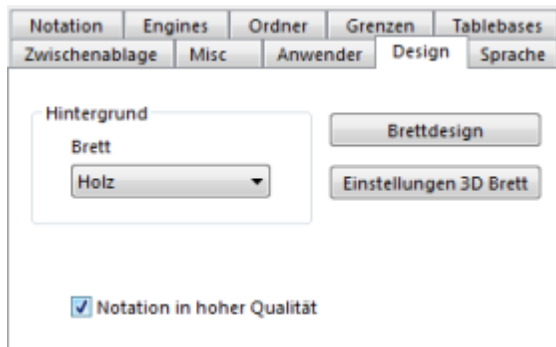 Notation Engines Ordner Grenzen Tablebases
Zwischenablage Misc Anwender Design Sprache
Hintergrund
Brett
Holz
Brettdesign
Einstellungen 3D Brett
Notation in hoher Qualität